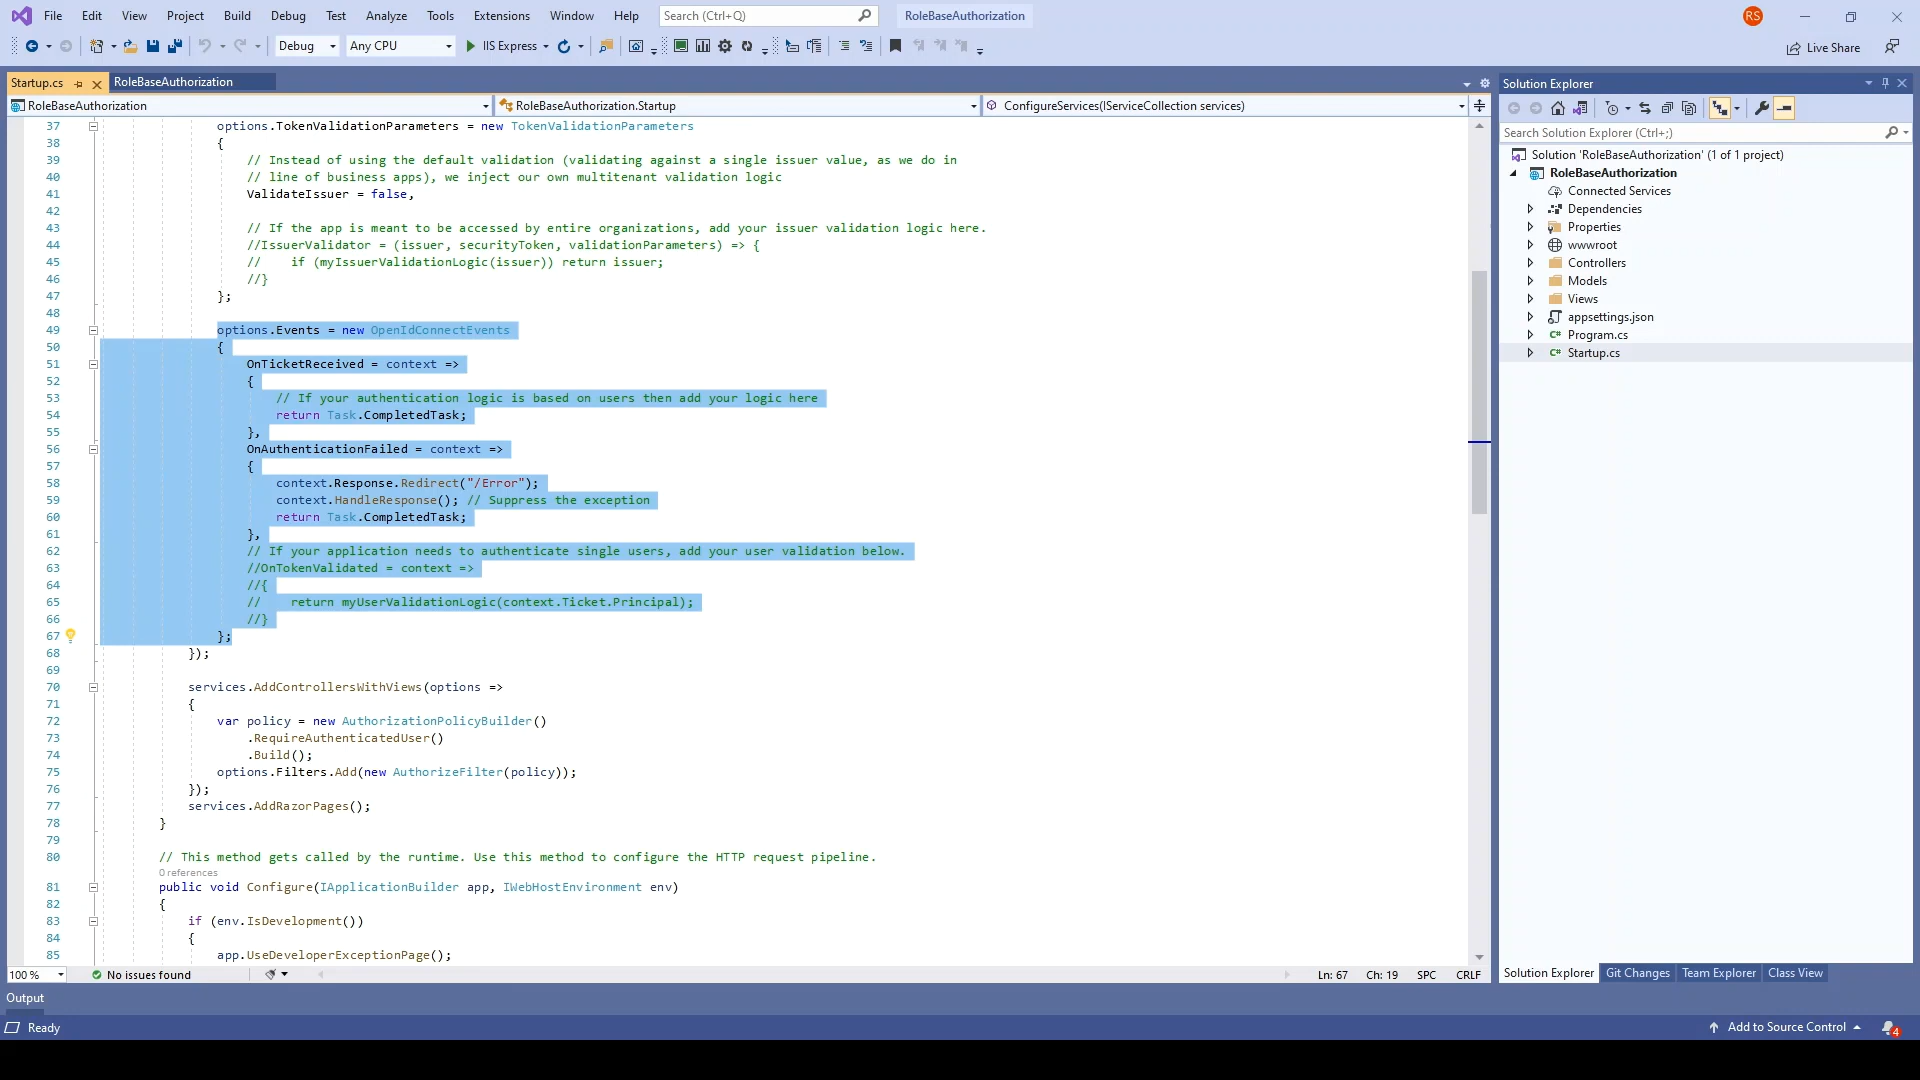 File Edit View Project Build Debug Test Analyze Tools Extensions Window Help Search (Ctrl+Q) RoleBaseAuthorization RS
Debug Any CPU IIS Express Live Share
Startup.cs RoleBaseAuthorization
RoleBaseAuthorization RoleBaseAuthorization.Startup ConfigureServices(IServiceCollection services)
37 options.TokenValidationParameters = new TokenValidationParameters
38 {
39 // Instead of using the default validation (validating against a single issuer value, as we do in
40 // line of business apps), we inject our own multitenant validation logic
41 ValidateIssuer = false,
42
43 // If the app is meant to be accessed by entire organizations, add your issuer validation logic here.
44 //IssuerValidator = (issuer, securityToken, validationParameters) => {
45 // if (myIssuerValidationLogic(issuer)) return issuer;
46 //}
47 };
48
49 options.Events = new OpenIdConnectEvents
50 {
51 OnTicketReceived = context =>
52 {
53 // If your authentication logic is based on users then add your logic here
54 return Task.CompletedTask;
55 },
56 OnAuthenticationFailed = context =>
57 {
58 context.Response.Redirect("/Error");
59 context.HandleResponse(); // Suppress the exception
60 return Task.CompletedTask;
61 },
62 // If your application needs to authenticate single users, add your user validation below.
63 //OnTokenValidated = context =>
64 //{
65 // return myUserValidationLogic(context.Ticket.Principal);
66 //}
67 };
68 });
69
70 services.AddControllersWithViews(options =>
71 {
72 var policy = new AuthorizationPolicyBuilder()
73 .RequireAuthenticatedUser()
74 .Build();
75 options.Filters.Add(new AuthorizeFilter(policy));
76 });
77 services.AddRazorPages();
78 }
79
80 // This method gets called by the runtime. Use this method to configure the HTTP request pipeline.
0 references
81 public void Configure(IApplicationBuilder app, IWebHostEnvironment env)
82 {
83 if (env.IsDevelopment())
84 {
85 app.UseDeveloperExceptionPage();
100 % No issues found Ln: 67 Ch: 19 SPC CRLF
Solution Explorer
Search Solution Explorer (Ctrl+;)
Solution 'RoleBaseAuthorization' (1 of 1 project)
RoleBaseAuthorization
Connected Services
Dependencies
Properties
wwwroot
Controllers
Models
Views
appsettings.json
C# Program.cs
C# Startup.cs
Solution Explorer Git Changes Team Explorer Class View
Output
Ready Add to Source Control 4